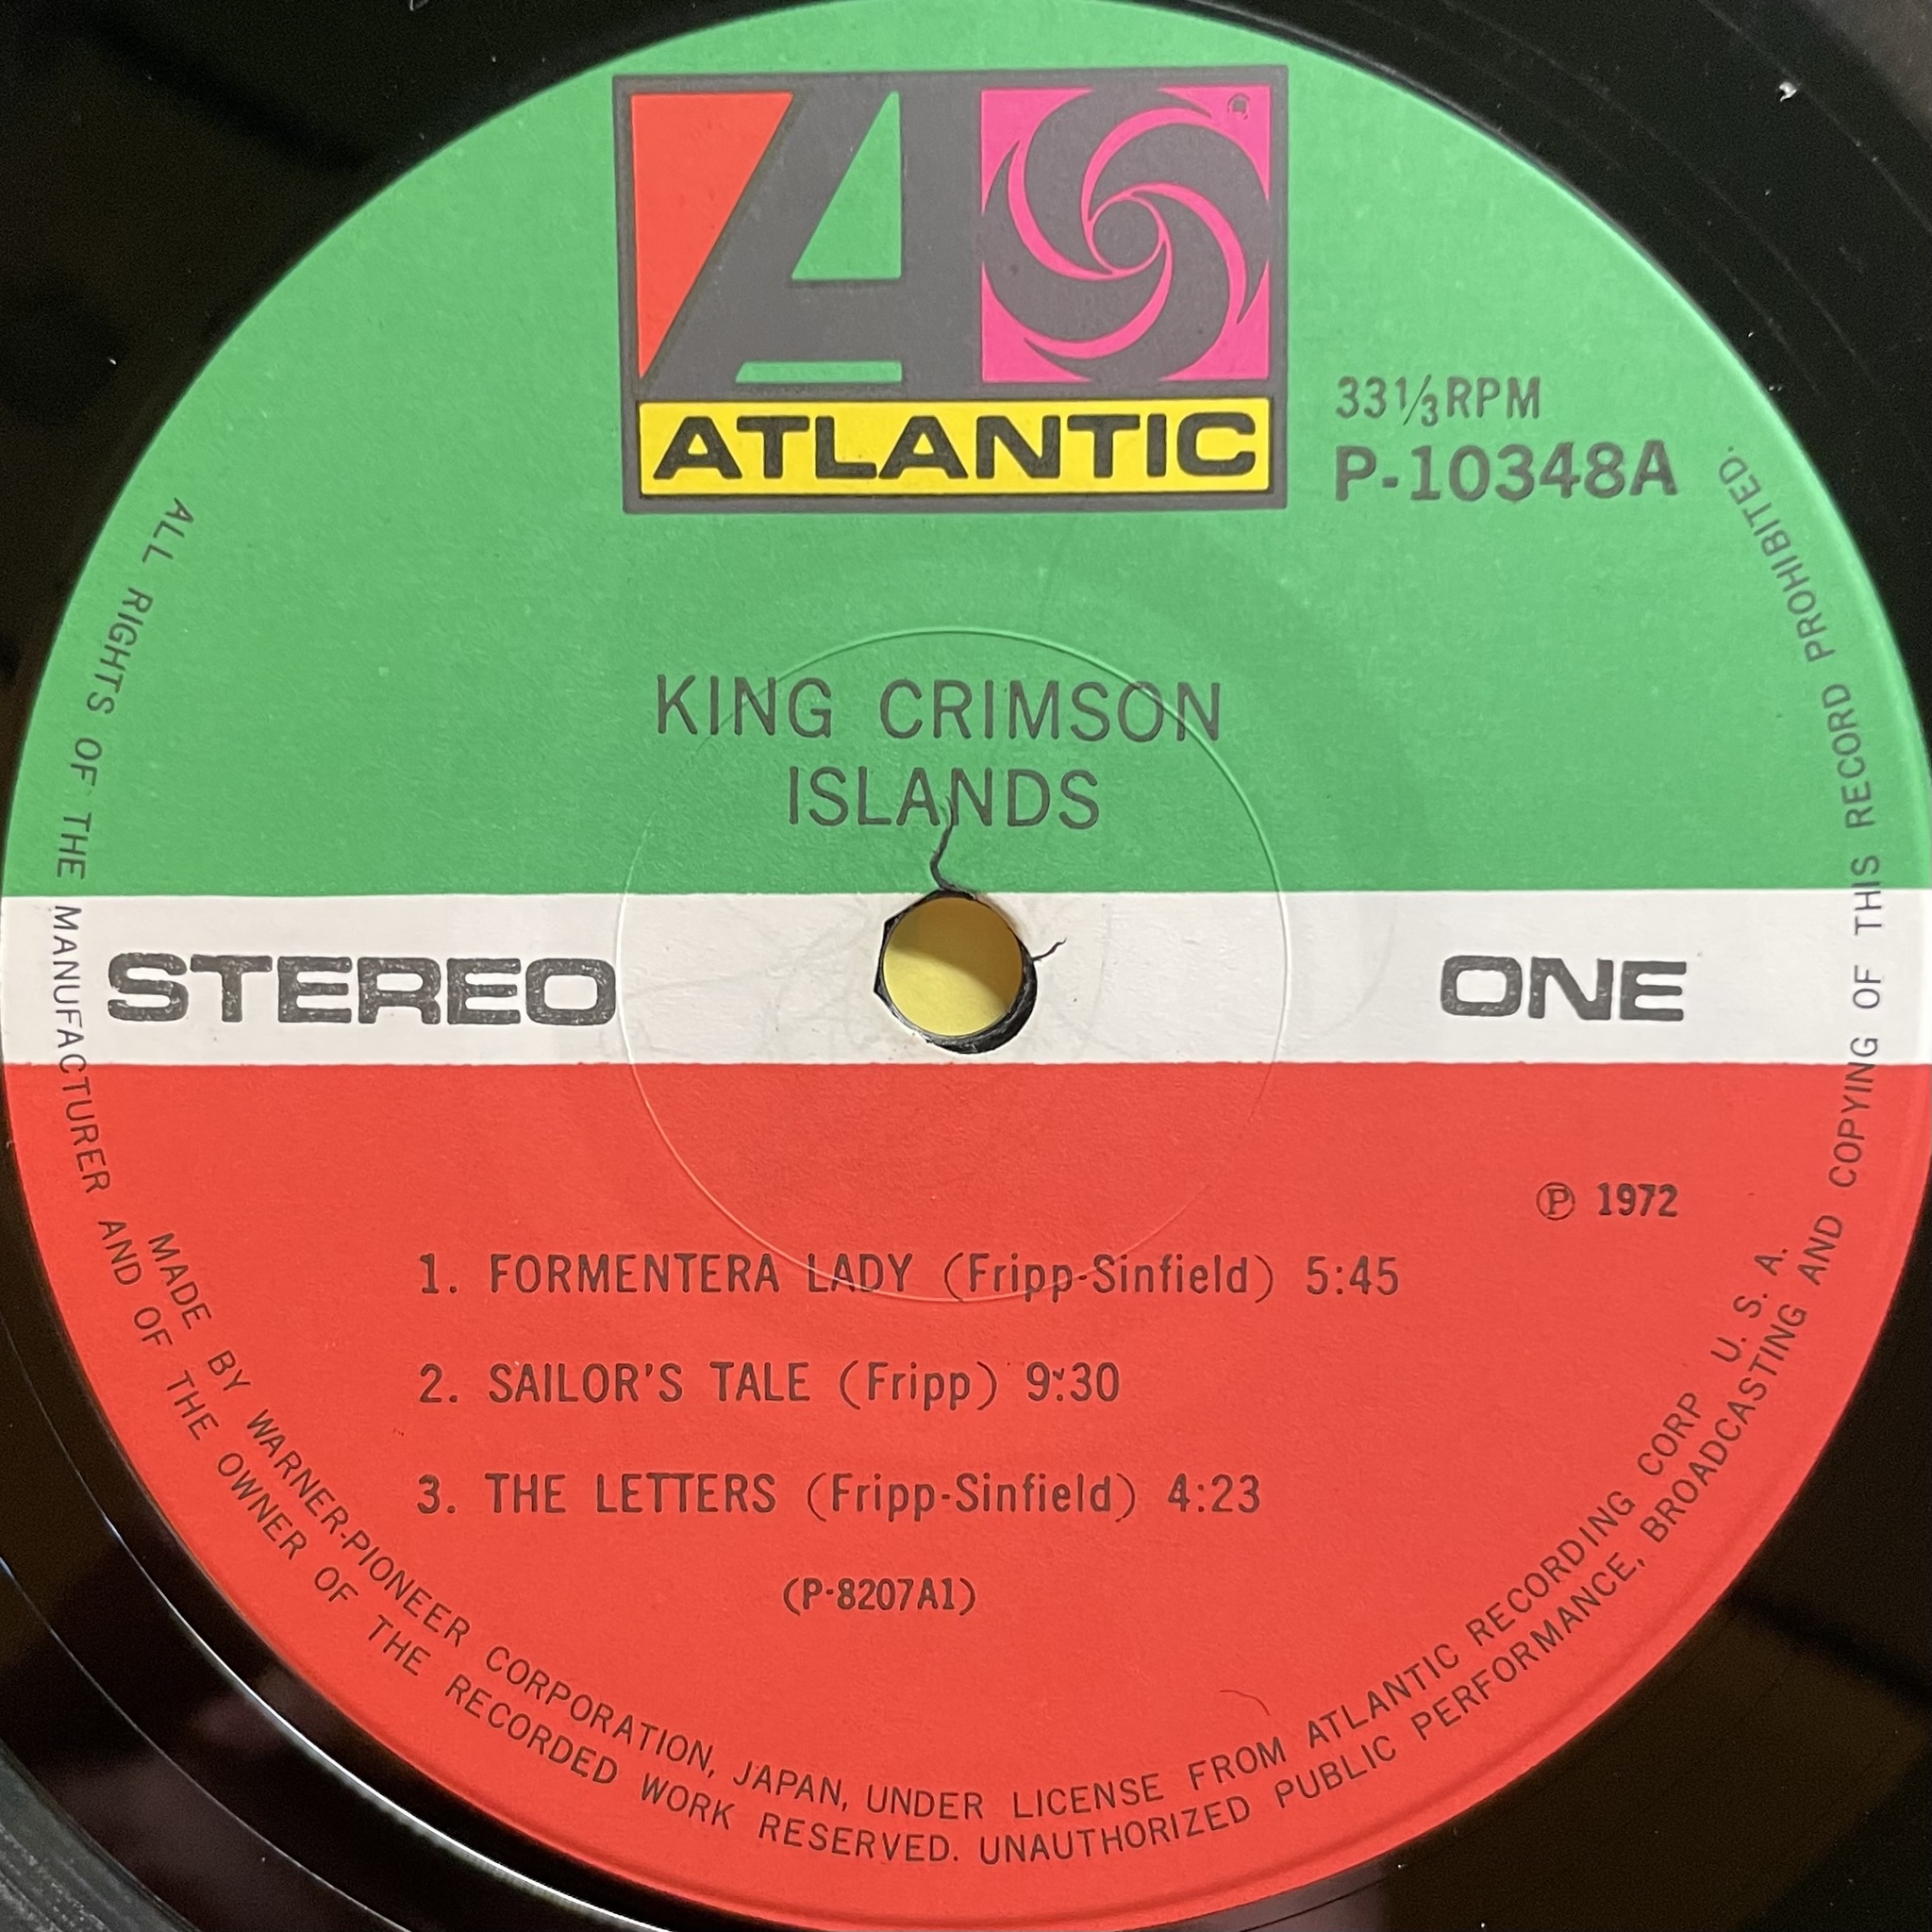 ATLANTIC
33⅓RPM
P-10348A
KING CRIMSON
ISLANDS
STEREO
ONE
℗ 1972
1. FORMENTERA LADY (Fripp-Sinfield) 5:45
2. SAILOR'S TALE (Fripp) 9:30
3. THE LETTERS (Fripp-Sinfield) 4:23
(P-8207A1)
MADE BY WARNER-PIONEER CORPORATION, JAPAN, UNDER LICENSE FROM ATLANTIC RECORDING CORP U. S. A.
ALL RIGHTS OF THE MANUFACTURER AND OF THE OWNER OF THE RECORDED WORK RESERVED. UNAUTHORIZED PUBLIC PERFORMANCE, BROADCASTING AND COPYING OF THIS RECORD PROHIBITED.